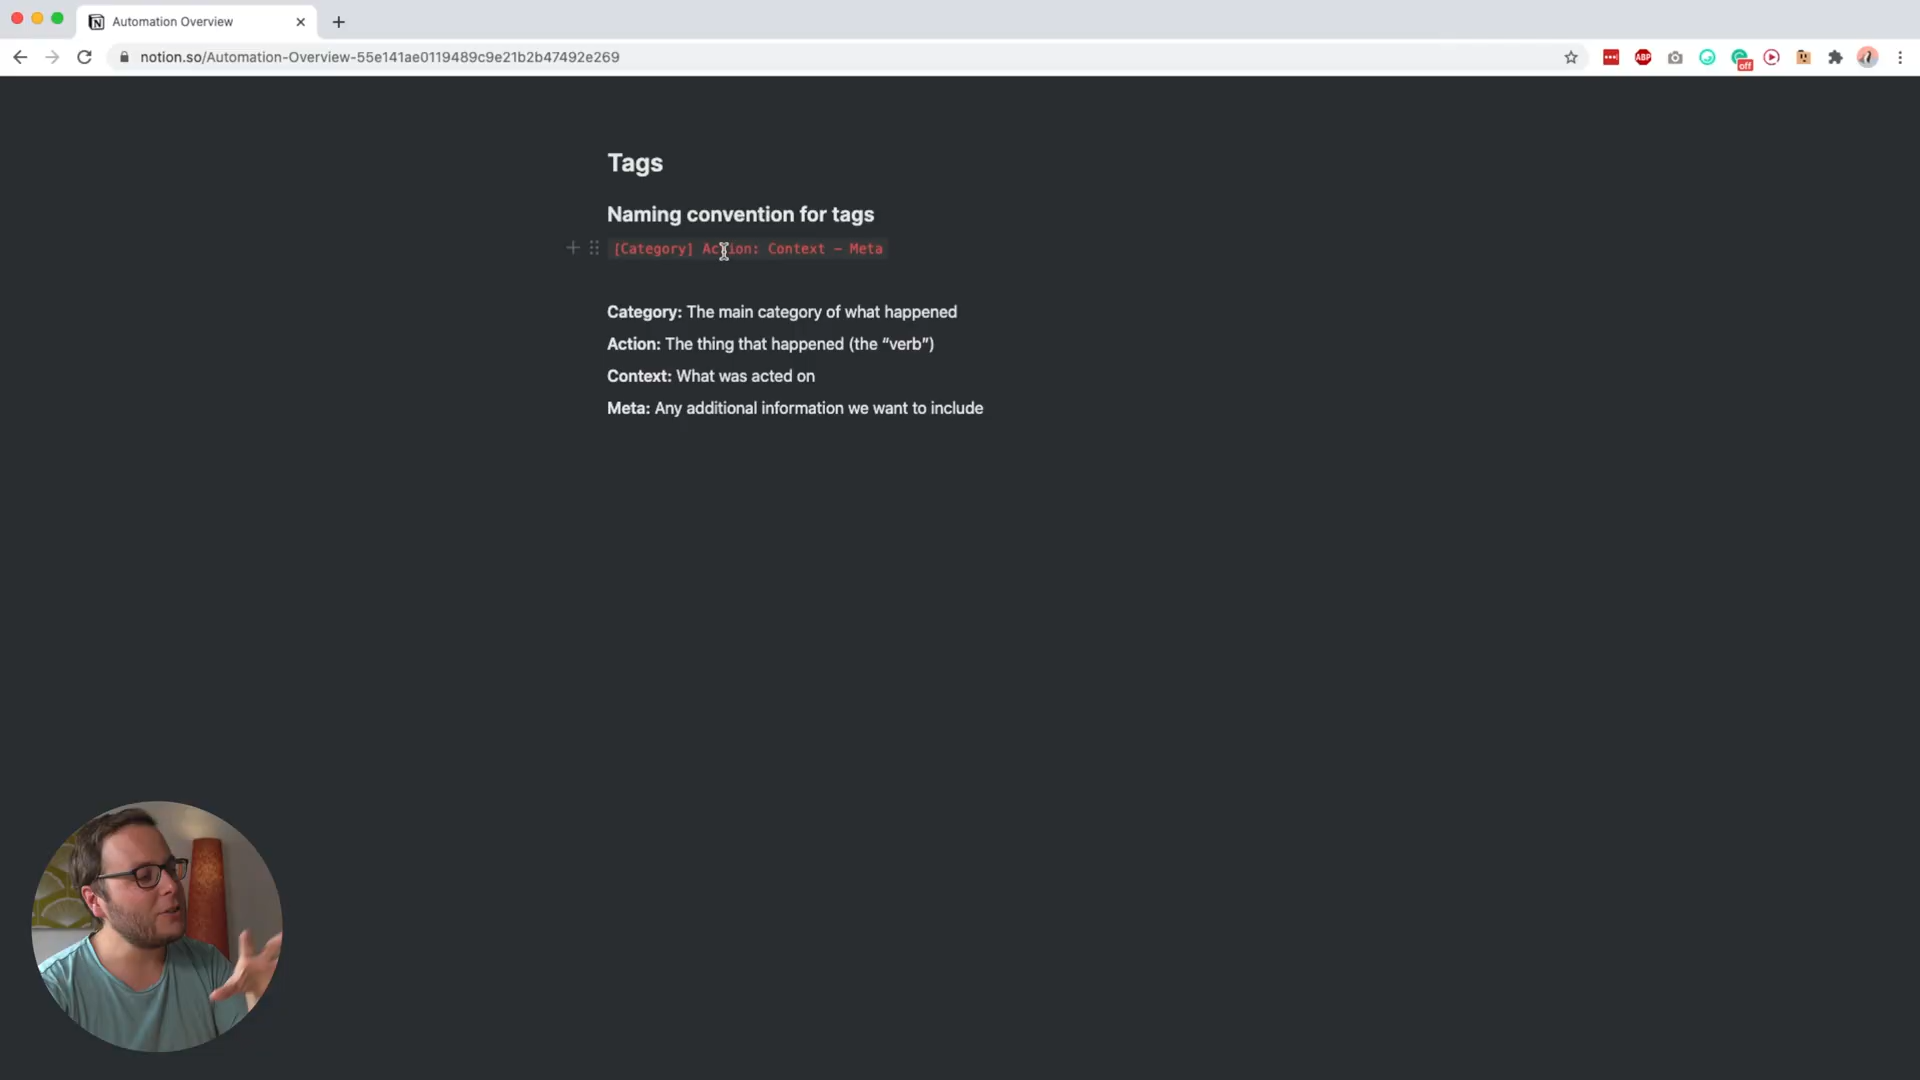 Automation Overview
notion.so/Automation-Overview-55e141ae0119489c9e21b2b47492e269
ABP
off
Tags
Naming convention for tags
[Category] Action: Context - Meta
Category: The main category of what happened
Action: The thing that happened (the “verb”)
Context: What was acted on
Meta: Any additional information we want to include